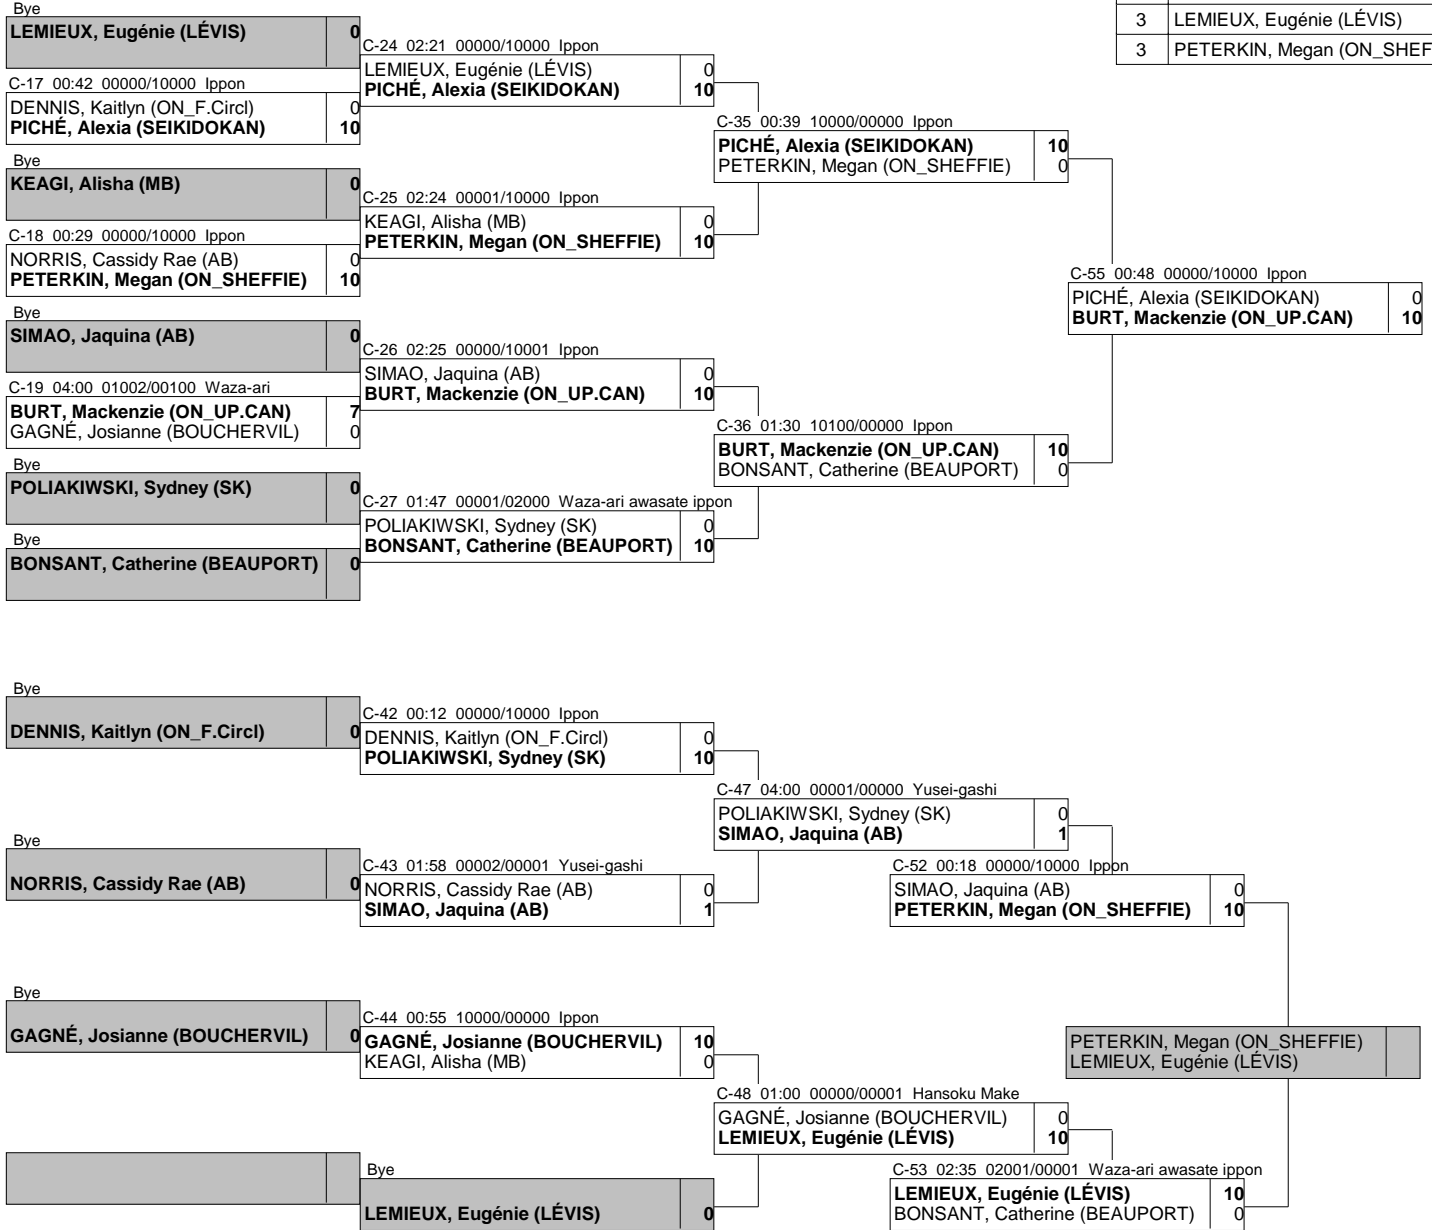 Bye
LEMIEUX, Eugénie (LÉVIS) 0
C-17 00:42 00000/10000 Ippon
DENNIS, Kaitlyn (ON_F.Circl) 0
PICHÉ, Alexia (SEIKIDOKAN) 10
Bye
KEAGI, Alisha (MB) 0
C-18 00:29 00000/10000 Ippon
NORRIS, Cassidy Rae (AB) 0
PETERKIN, Megan (ON_SHEFFIE) 10
Bye
SIMAO, Jaquina (AB) 0
C-19 04:00 01002/00100 Waza-ari
BURT, Mackenzie (ON_UP.CAN) 7
GAGNÉ, Josianne (BOUCHERVIL) 0
Bye
POLIAKIWSKI, Sydney (SK) 0
Bye
BONSANT, Catherine (BEAUPORT) 0
C-24 02:21 00000/10000 Ippon
LEMIEUX, Eugénie (LÉVIS) 0
PICHÉ, Alexia (SEIKIDOKAN) 10
C-25 02:24 00001/10000 Ippon
KEAGI, Alisha (MB) 0
PETERKIN, Megan (ON_SHEFFIE) 10
C-26 02:25 00000/10001 Ippon
SIMAO, Jaquina (AB) 0
BURT, Mackenzie (ON_UP.CAN) 10
C-27 01:47 00001/02000 Waza-ari awasate ippon
POLIAKIWSKI, Sydney (SK) 0
BONSANT, Catherine (BEAUPORT) 10
C-35 00:39 10000/00000 Ippon
PICHÉ, Alexia (SEIKIDOKAN) 10
PETERKIN, Megan (ON_SHEFFIE) 0
C-36 01:30 10100/00000 Ippon
BURT, Mackenzie (ON_UP.CAN) 10
BONSANT, Catherine (BEAUPORT) 0
C-55 00:48 00000/10000 Ippon
PICHÉ, Alexia (SEIKIDOKAN) 0
BURT, Mackenzie (ON_UP.CAN) 10
3 LEMIEUX, Eugénie (LÉVIS)
3 PETERKIN, Megan (ON_SHEF
Bye
DENNIS, Kaitlyn (ON_F.Circl) 0
Bye
NORRIS, Cassidy Rae (AB) 0
Bye
GAGNÉ, Josianne (BOUCHERVIL) 0
C-42 00:12 00000/10000 Ippon
DENNIS, Kaitlyn (ON_F.Circl) 0
POLIAKIWSKI, Sydney (SK) 10
C-43 01:58 00002/00001 Yusei-gashi
NORRIS, Cassidy Rae (AB) 0
SIMAO, Jaquina (AB) 1
C-44 00:55 10000/00000 Ippon
GAGNÉ, Josianne (BOUCHERVIL) 10
KEAGI, Alisha (MB) 0
Bye
LEMIEUX, Eugénie (LÉVIS) 0
C-47 04:00 00001/00000 Yusei-gashi
POLIAKIWSKI, Sydney (SK) 0
SIMAO, Jaquina (AB) 1
C-48 01:00 00000/00001 Hansoku Make
GAGNÉ, Josianne (BOUCHERVIL) 0
LEMIEUX, Eugénie (LÉVIS) 10
C-52 00:18 00000/10000 Ippon
SIMAO, Jaquina (AB) 0
PETERKIN, Megan (ON_SHEFFIE) 10
C-53 02:35 02001/00001 Waza-ari awasate ippon
LEMIEUX, Eugénie (LÉVIS) 10
BONSANT, Catherine (BEAUPORT) 0
PETERKIN, Megan (ON_SHEFFIE)
LEMIEUX, Eugénie (LÉVIS)